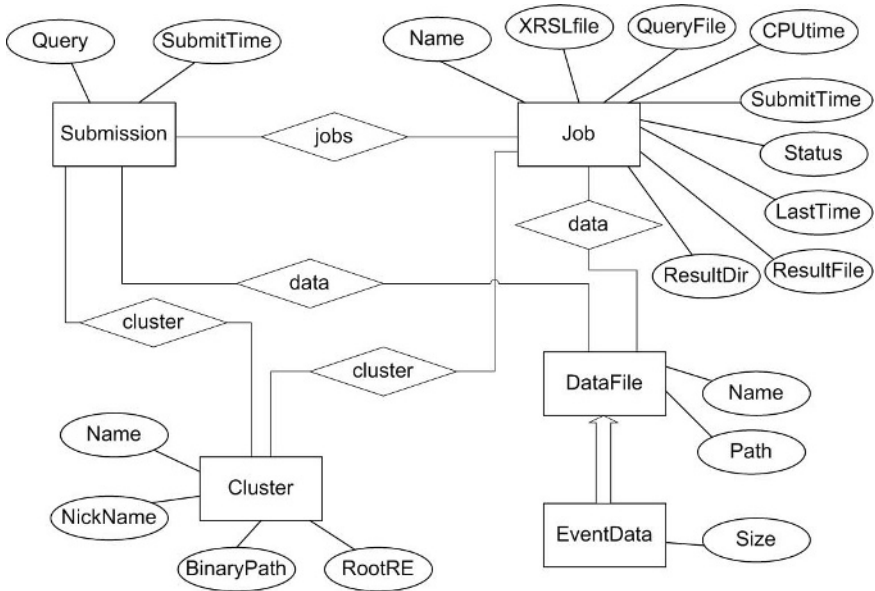 Query
SubmitTime
Name
XRSLfile
QueryFile
CPUtime
Submission
jobs
Job
SubmitTime
Status
LastTime
ResultFile
ResultDir
data
data
cluster
cluster
DataFile
Name
Path
Name
Cluster
NickName
BinaryPath
RootRE
EventData
Size